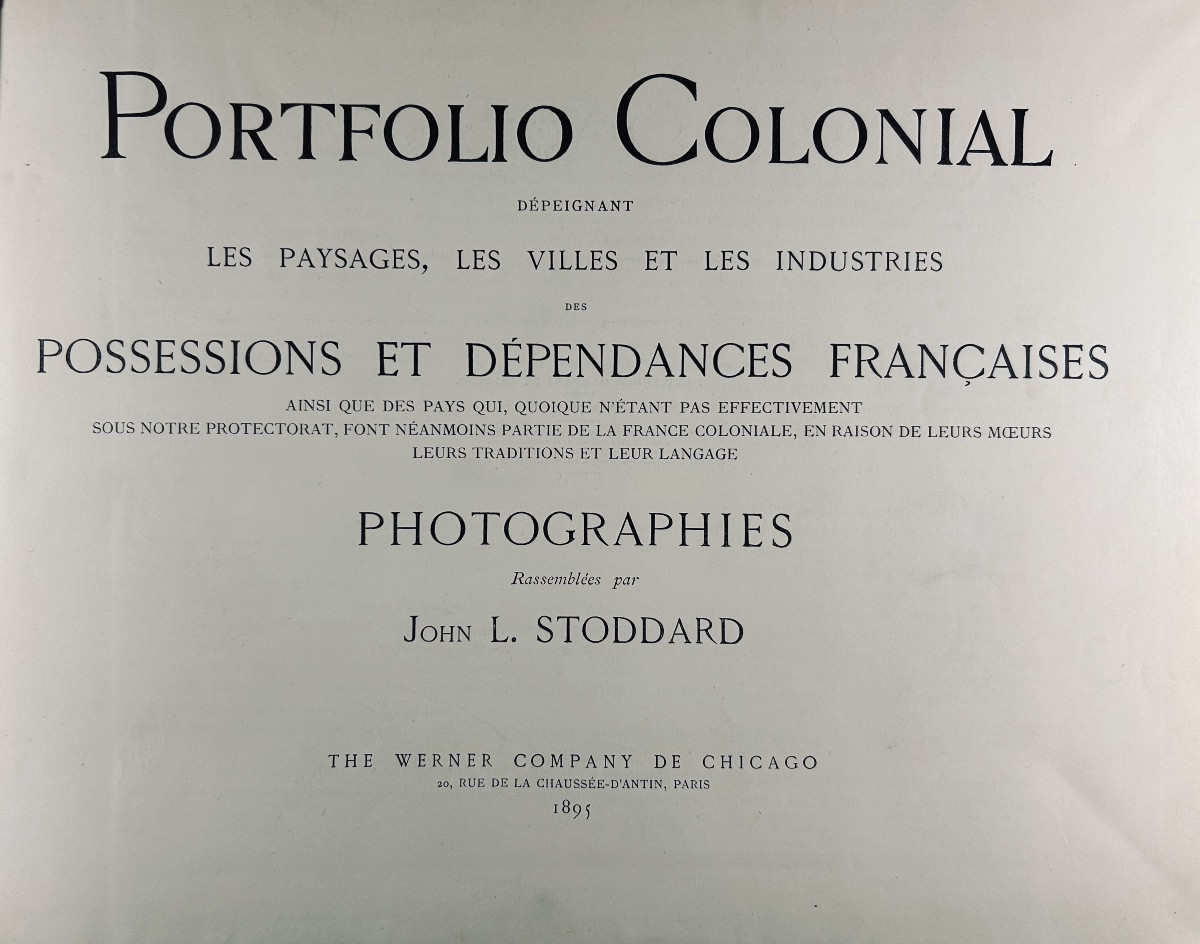 PORTFOLIO COLONIAL
DÉPEIGNANT
LES PAYSAGES, LES VILLES ET LES INDUSTRIES
DES
POSSESSIONS ET DÉPENDANCES FRANÇAISES
AINSI QUE DES PAYS QUI, QUOIQUE N'ÉTANT PAS EFFECTIVEMENT
SOUS NOTRE PROTECTORAT, FONT NÉANMOINS PARTIE DE LA FRANCE COLONIALE, EN RAISON DE LEURS MŒURS
LEURS TRADITIONS ET LEUR LANGAGE
PHOTOGRAPHIES
Rassemblées par
JOHN L. STODDARD
THE WERNER COMPANY DE CHICAGO
20, RUE DE LA CHAUSSÉE-D'ANTIN, PARIS
1895